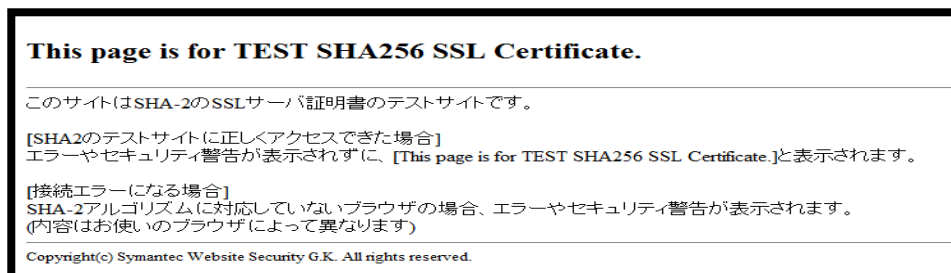 This page is for TEST SHA256 SSL Certificate.
このサイトはSHA-2のSSLサーバ証明書のテストサイトです。
[SHA2のテストサイトに正しくアクセスできた場合]
エラーやセキュリティ警告が表示されずに、[This page is for TEST SHA256 SSL Certificate.]と表示されます。
[接続エラーになる場合]
SHA-2アルゴリズムに対応していないブラウザの場合、エラーやセキュリティ警告が表示されます。
(内容はお使いのブラウザによって異なります)
Copyright(c) Symantec Website Security G.K. All rights reserved.